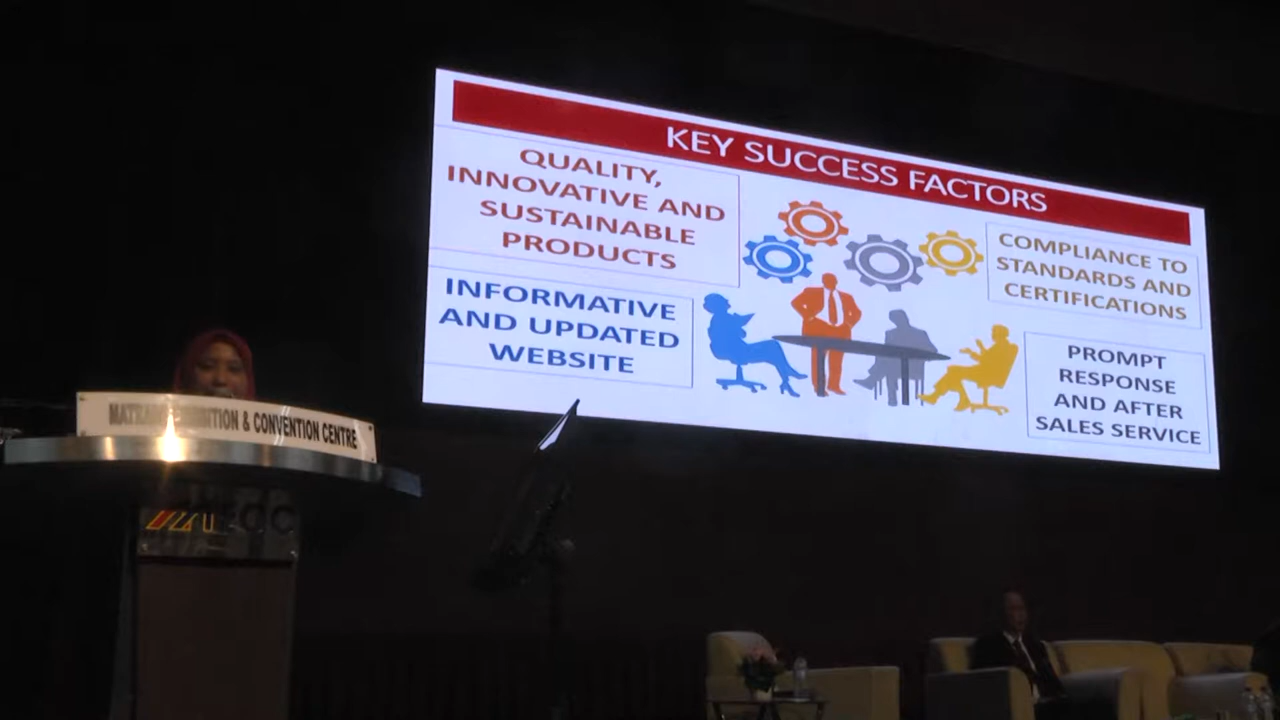 KEY SUCCESS FACTORS
QUALITY,
INNOVATIVE AND
SUSTAINABLE
PRODUCTS
COMPLIANCE TO
STANDARDS AND
CERTIFICATIONS
INFORMATIVE
AND UPDATED
WEBSITE
PROMPT
RESPONSE
AND AFTER
SALES SERVICE
& CONVENTION CENTRE